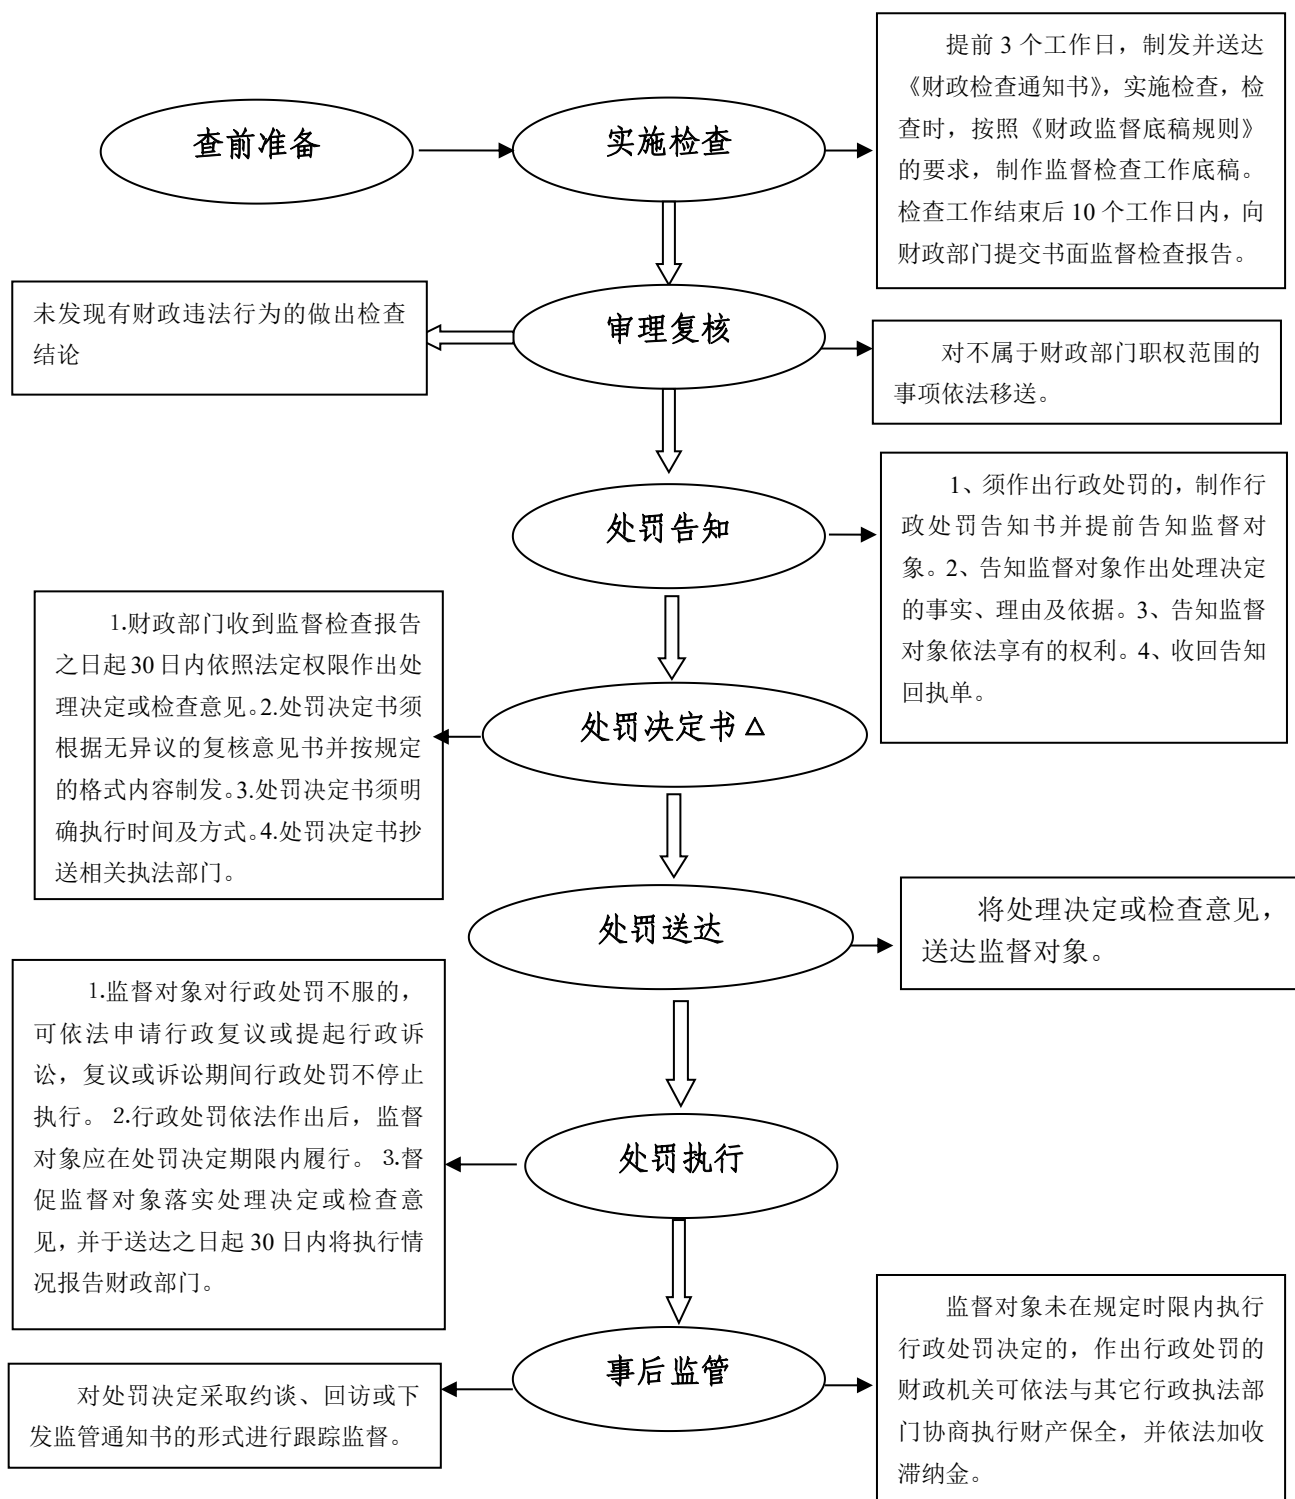 查前准备
实施检查
提前 3 个工作日，制发并送达
《财政检查通知书》，实施检查，检
查时，按照《财政监督底稿规则》
的要求，制作监督检查工作底稿。
检查工作结束后 10 个工作日内，向
财政部门提交书面监督检查报告。
未发现有财政违法行为的做出检查
结论
审理复核
对不属于财政部门职权范围的
事项依法移送。
处罚告知
1、须作出行政处罚的，制作行
政处罚告知书并提前告知监督对
象。2、告知监督对象作出处理决定
的事实、理由及依据。3、告知监督
对象依法享有的权利。4、收回告知
回执单。
1.财政部门收到监督检查报告
之日起 30 日内依照法定权限作出处
理决定或检查意见。2.处罚决定书须
根据无异议的复核意见书并按规定
的格式内容制发。3.处罚决定书须明
确执行时间及方式。4.处罚决定书抄
送相关执法部门。
处罚决定书△
处罚送达
将处理决定或检查意见，
送达监督对象。
1.监督对象对行政处罚不服的，
可依法申请行政复议或提起行政诉
讼，复议或诉讼期间行政处罚不停止
执行。 2.行政处罚依法作出后，监督
对象应在处罚决定期限内履行。 3.督
促监督对象落实处理决定或检查意
见，并于送达之日起 30 日内将执行情
况报告财政部门。
处罚执行
事后监管
监督对象未在规定时限内执行
行政处罚决定的，作出行政处罚的
财政机关可依法与其它行政执法部
门协商执行财产保全，并依法加收
滞纳金。
对处罚决定采取约谈、回访或下
发监管通知书的形式进行跟踪监督。